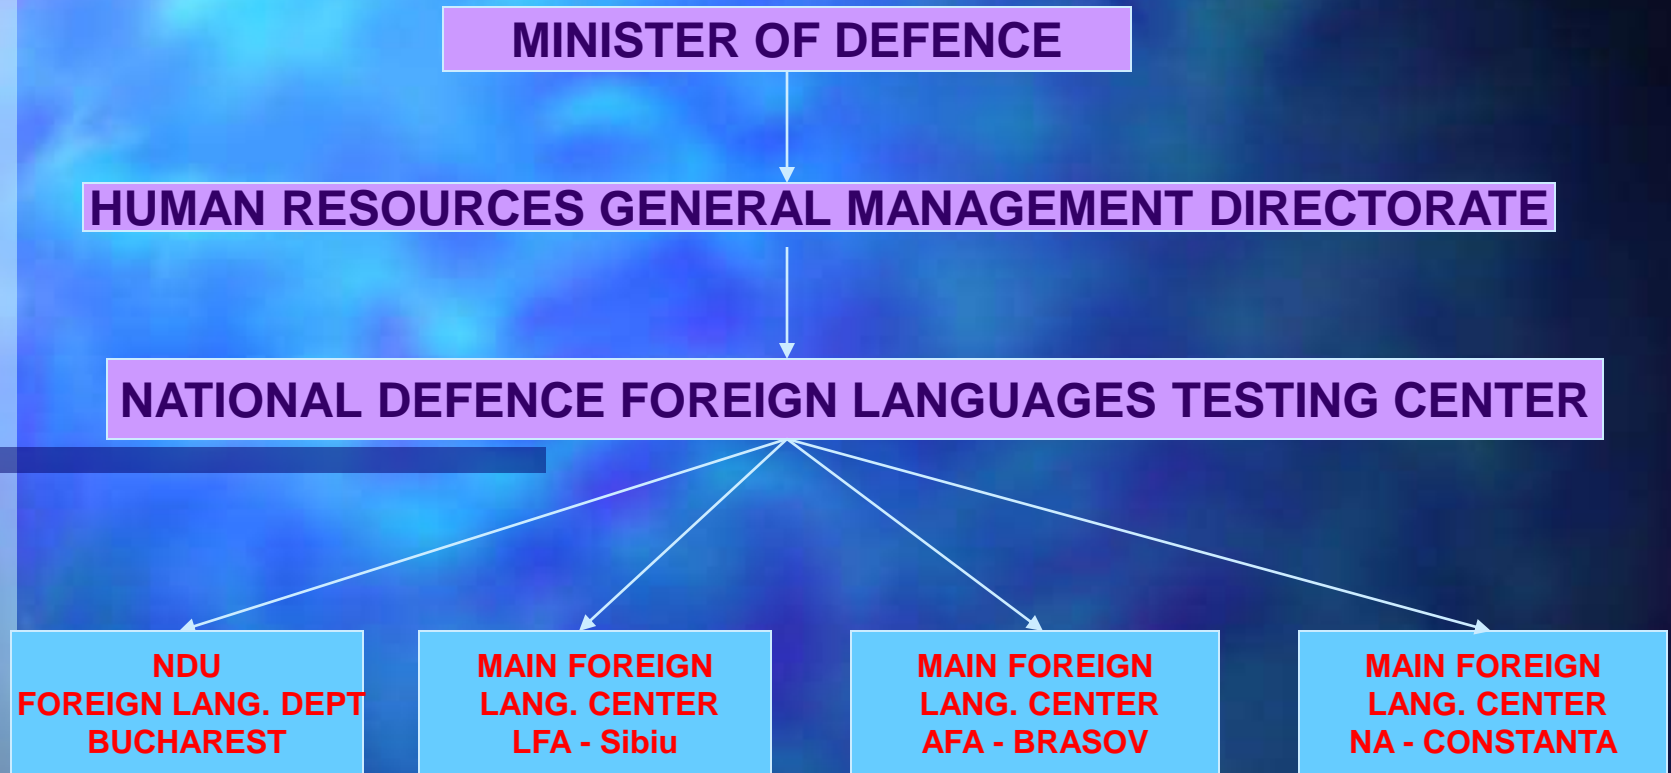 MINISTER OF DEFENCE
HUMAN RESOURCES GENERAL MANAGEMENT DIRECTORATE
NATIONAL DEFENCE FOREIGN LANGUAGES TESTING CENTER
NDU
FOREIGN LANG. DEPT
BUCHAREST
MAIN FOREIGN
LANG. CENTER
LFA - Sibiu
MAIN FOREIGN
LANG. CENTER
AFA - BRASOV
MAIN FOREIGN
LANG. CENTER
NA - CONSTANTA